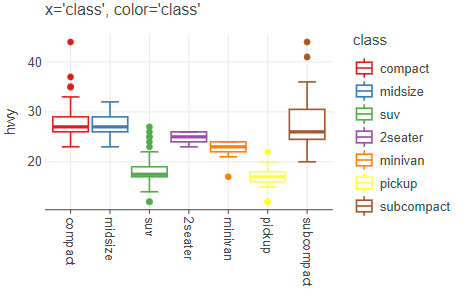 x='class', color='class'
hwy
40
30
20
compact
midsize
suv
2seater
minivan
pickup
subcompact
class
compact
midsize
suv
2seater
minivan
pickup
subcompact